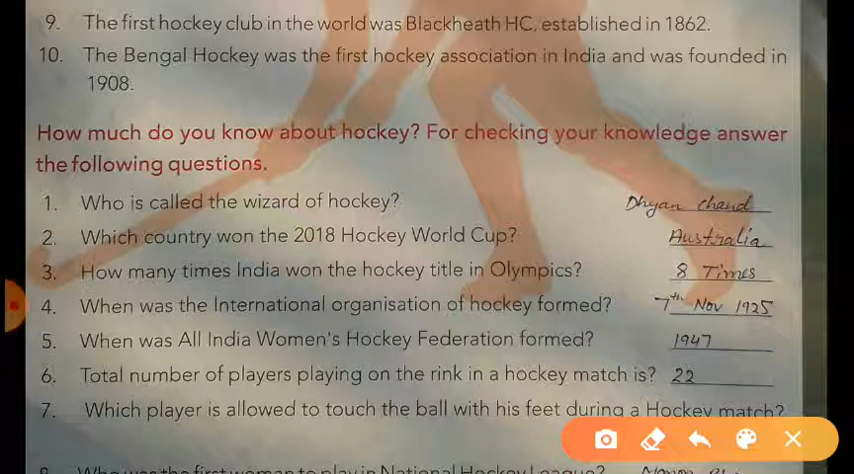 9. The first hockey club in the world was Blackheath HC, established in 1862.
10. The Bengal Hockey was the first hockey association in India and was founded in
1908.
How much do you know about hockey? For checking your knowledge answer
the following questions.
1. Who is called the wizard of hockey? Dhyan Chand
2. Which country won the 2018 Hockey World Cup? Australia
3. How many times India won the hockey title in Olympics? 8 Times
4. When was the International organisation of hockey formed? 7th Nov 1925
5. When was All India Women's Hockey Federation formed? 1947
6. Total number of players playing on the rink in a hockey match is? 22
7. Which player is allowed to touch the ball with his feet during a Hockey match?